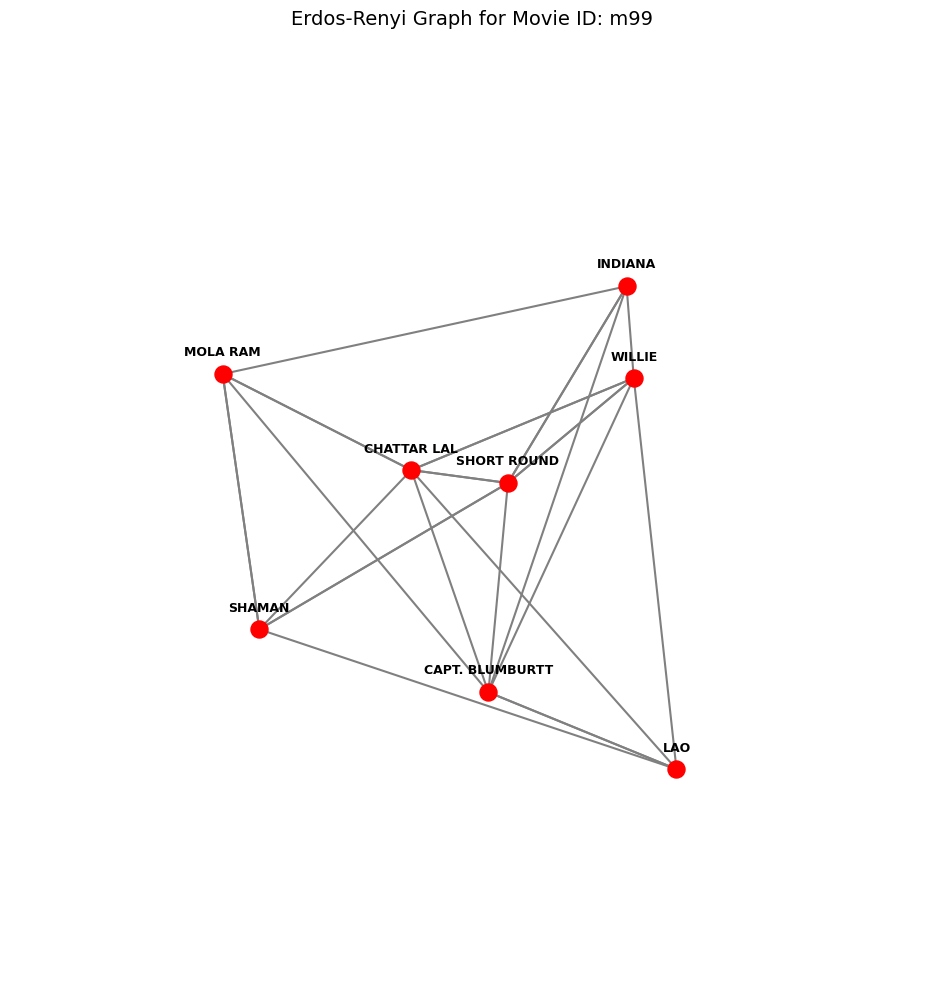 Erdos-Renyi Graph for Movie ID: m99
INDIANA
MOLA RAM
WILLIE
CHATTAR LAL
SHORT ROUND
SHAMAN
CAPT. BLUMBURTT
LAO